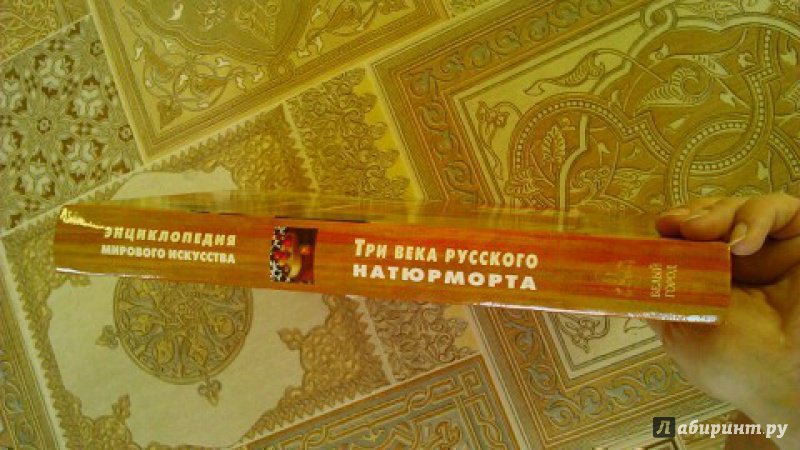 ЭНЦИКЛОПЕДИЯ
МИРОВОГО ИСКУССТВА
ТРИ ВЕКА РУССКОГО
НАТЮРМОРТА
БЕЛЫЙ
ГОРОД
Лабиринт.ру